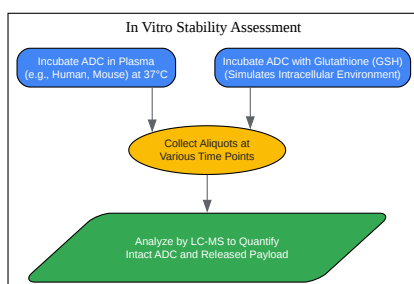 In Vitro Stability Assessment
Incubate ADC in Plasma
(e.g., Human, Mouse) at 37°C
Incubate ADC with Glutathione (GSH)
(Simulates Intracellular Environment)
Collect Aliquots at
Various Time Points
Analyze by LC-MS to Quantify
Intact ADC and Released Payload